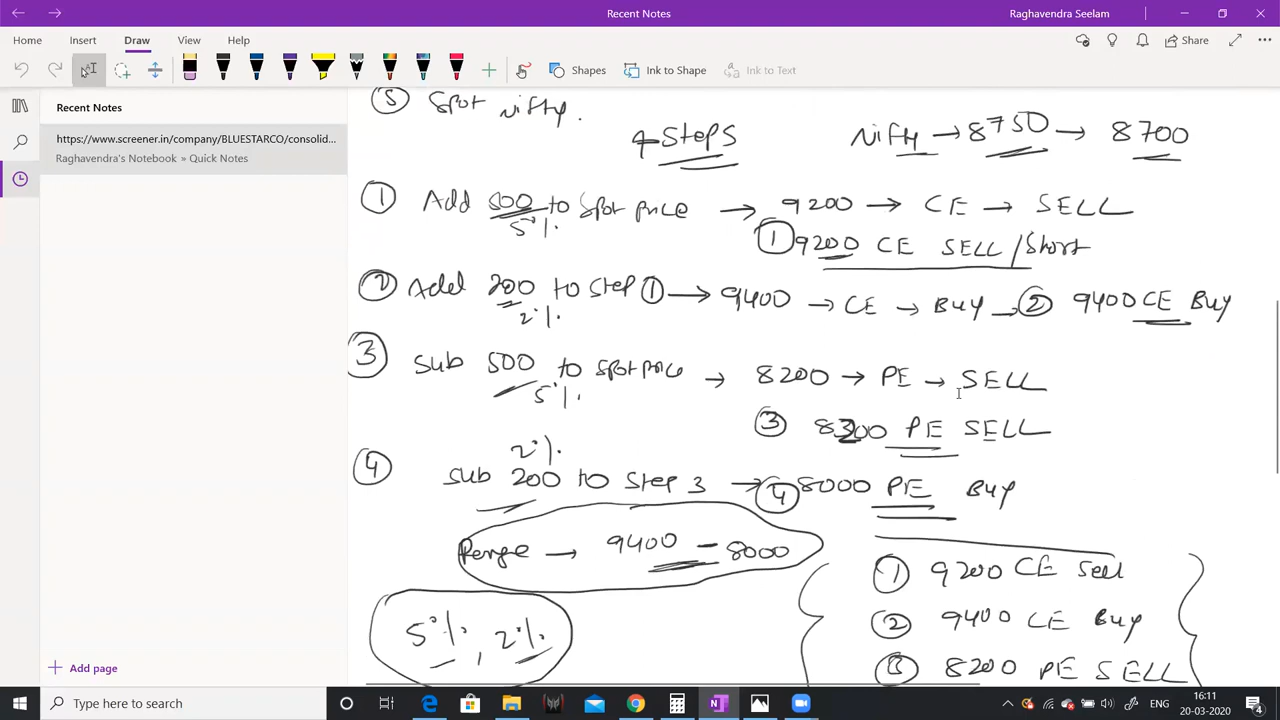 Recent Notes
Raghavendra Seelam
Home Insert Draw View Help
Share
Shapes
Ink to Shape
Ink to Text
Recent Notes
https://www.screener.in/company/BLUESTARCO/consolid...
Raghavendra's Notebook » Quick Notes
Add page
⑤ Spot nifty.
4 Steps
Nifty → 8750 → 8700
① Add 500 to spot price → 9200 → CE → SELL
5%
① 9200 CE SELL/Short
② Add 200 to step ① → 9400 → CE → Buy → ② 9400 CE Buy
2%
③ Sub 500 to spot price → 8200 → PE → SELL
5%
③ 8200 PE SELL
2%
④ Sub 200 to step 3 → ④ 8000 PE Buy
Range → 9400 – 8000
5%, 2%
① 9200 CE Sell
② 9400 CE Buy
③ 8200 PE SELL
Type here to search
ENG
16:11
20-03-2020
4